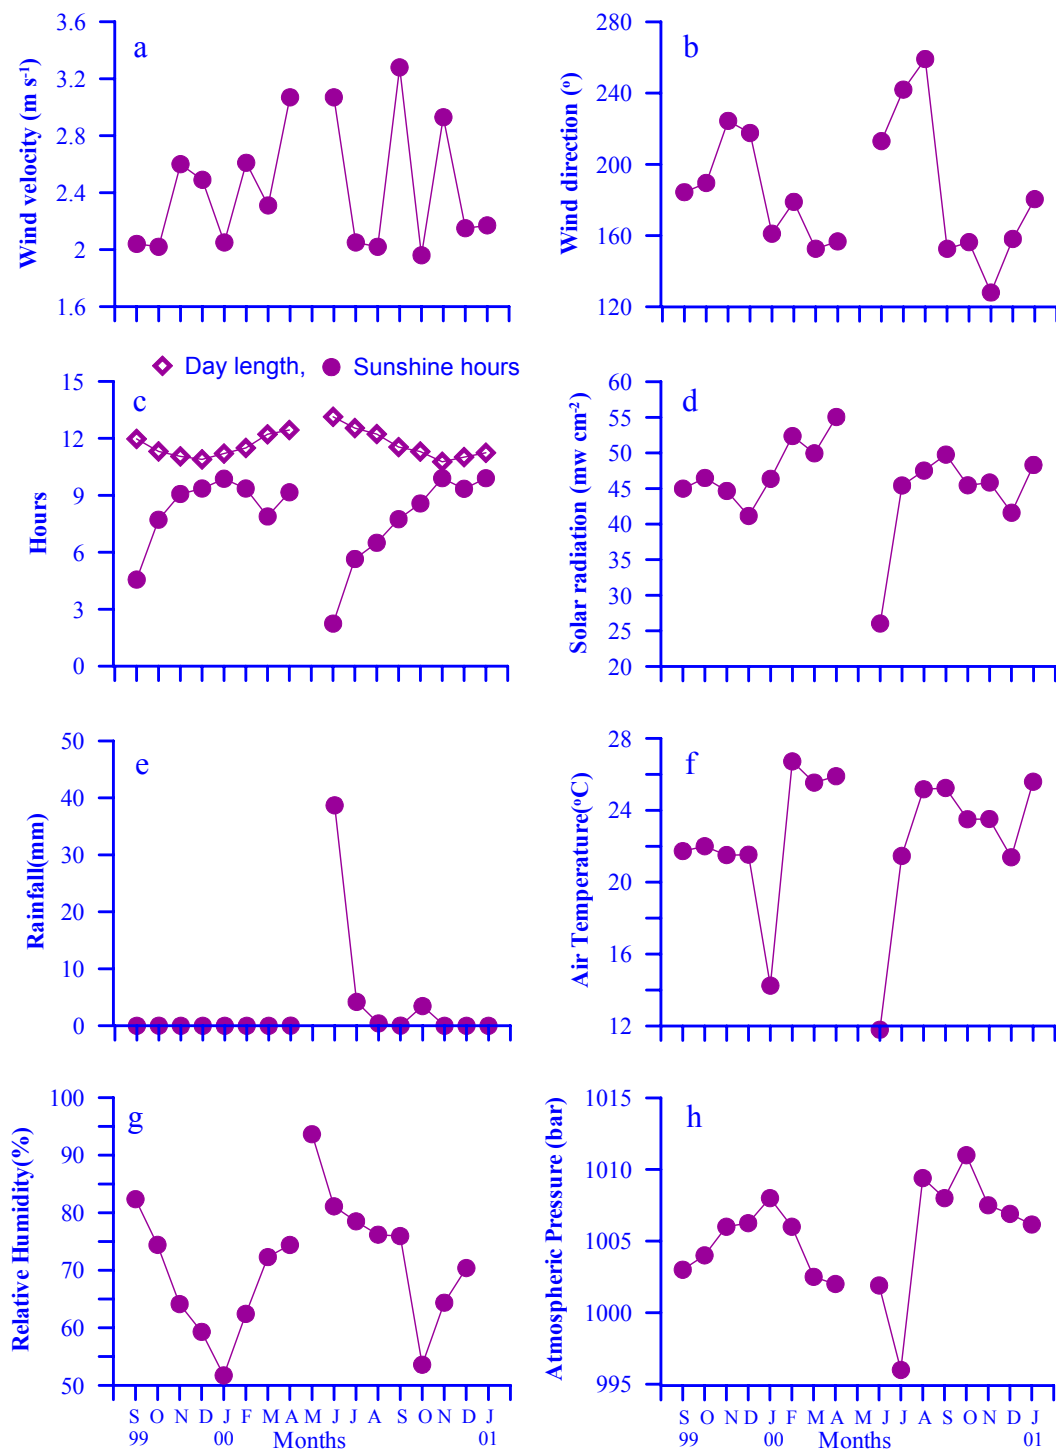 a
Wind velocity (m s-1)
3.6
3.2
2.8
2.4
2
1.6
b
Wind direction (o)
280
240
200
160
120
Day length, Sunshine hours
c
Hours
15
12
9
6
3
0
d
Solar radiation (mw cm-2)
60
55
50
45
40
35
30
25
20
e
Rainfall(mm)
50
40
30
20
10
0
f
Air Temperature(oC)
28
24
20
16
12
g
Relative Humidity(%)
100
90
80
70
60
50
S O N D J F M A M J J A S O N D J
99 00 Months 01
h
Atmospheric Pressure (bar)
1015
1010
1005
1000
995
S O N D J F M A M J J A S O N D J
99 00 Months 01